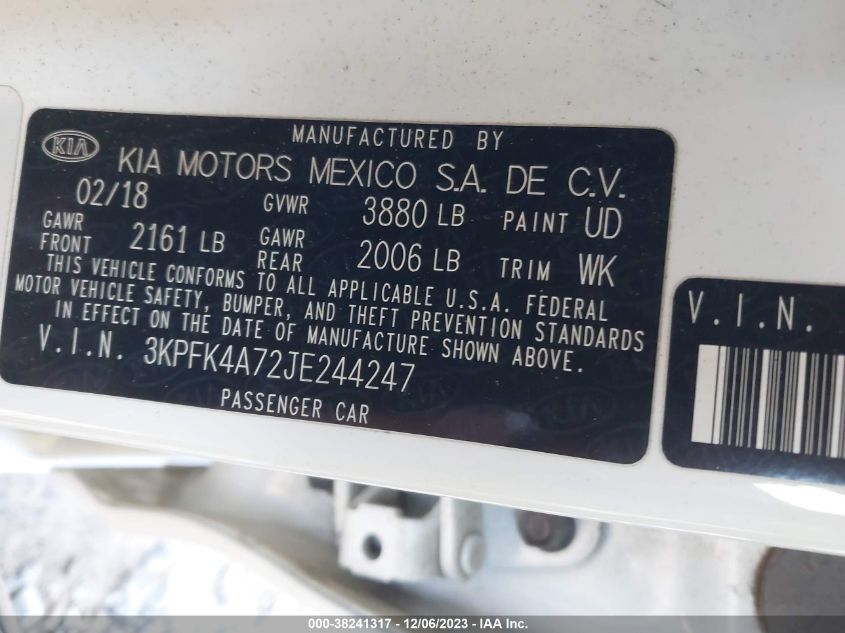 MANUFACTURED BY
KIA KIA MOTORS MEXICO S.A. DE C.V.
02/18 GVWR 3880 LB PAINT UD
GAWR FRONT 2161 LB GAWR REAR 2006 LB TRIM WK
THIS VEHICLE CONFORMS TO ALL APPLICABLE U.S.A. FEDERAL
MOTOR VEHICLE SAFETY, BUMPER, AND THEFT PREVENTION STANDARDS
IN EFFECT ON THE DATE OF MANUFACTURE SHOWN ABOVE.
V.I.N. 3KPFK4A72JE244247
PASSENGER CAR
V.I.N.
000-38241317 - 12/06/2023 - IAA Inc.